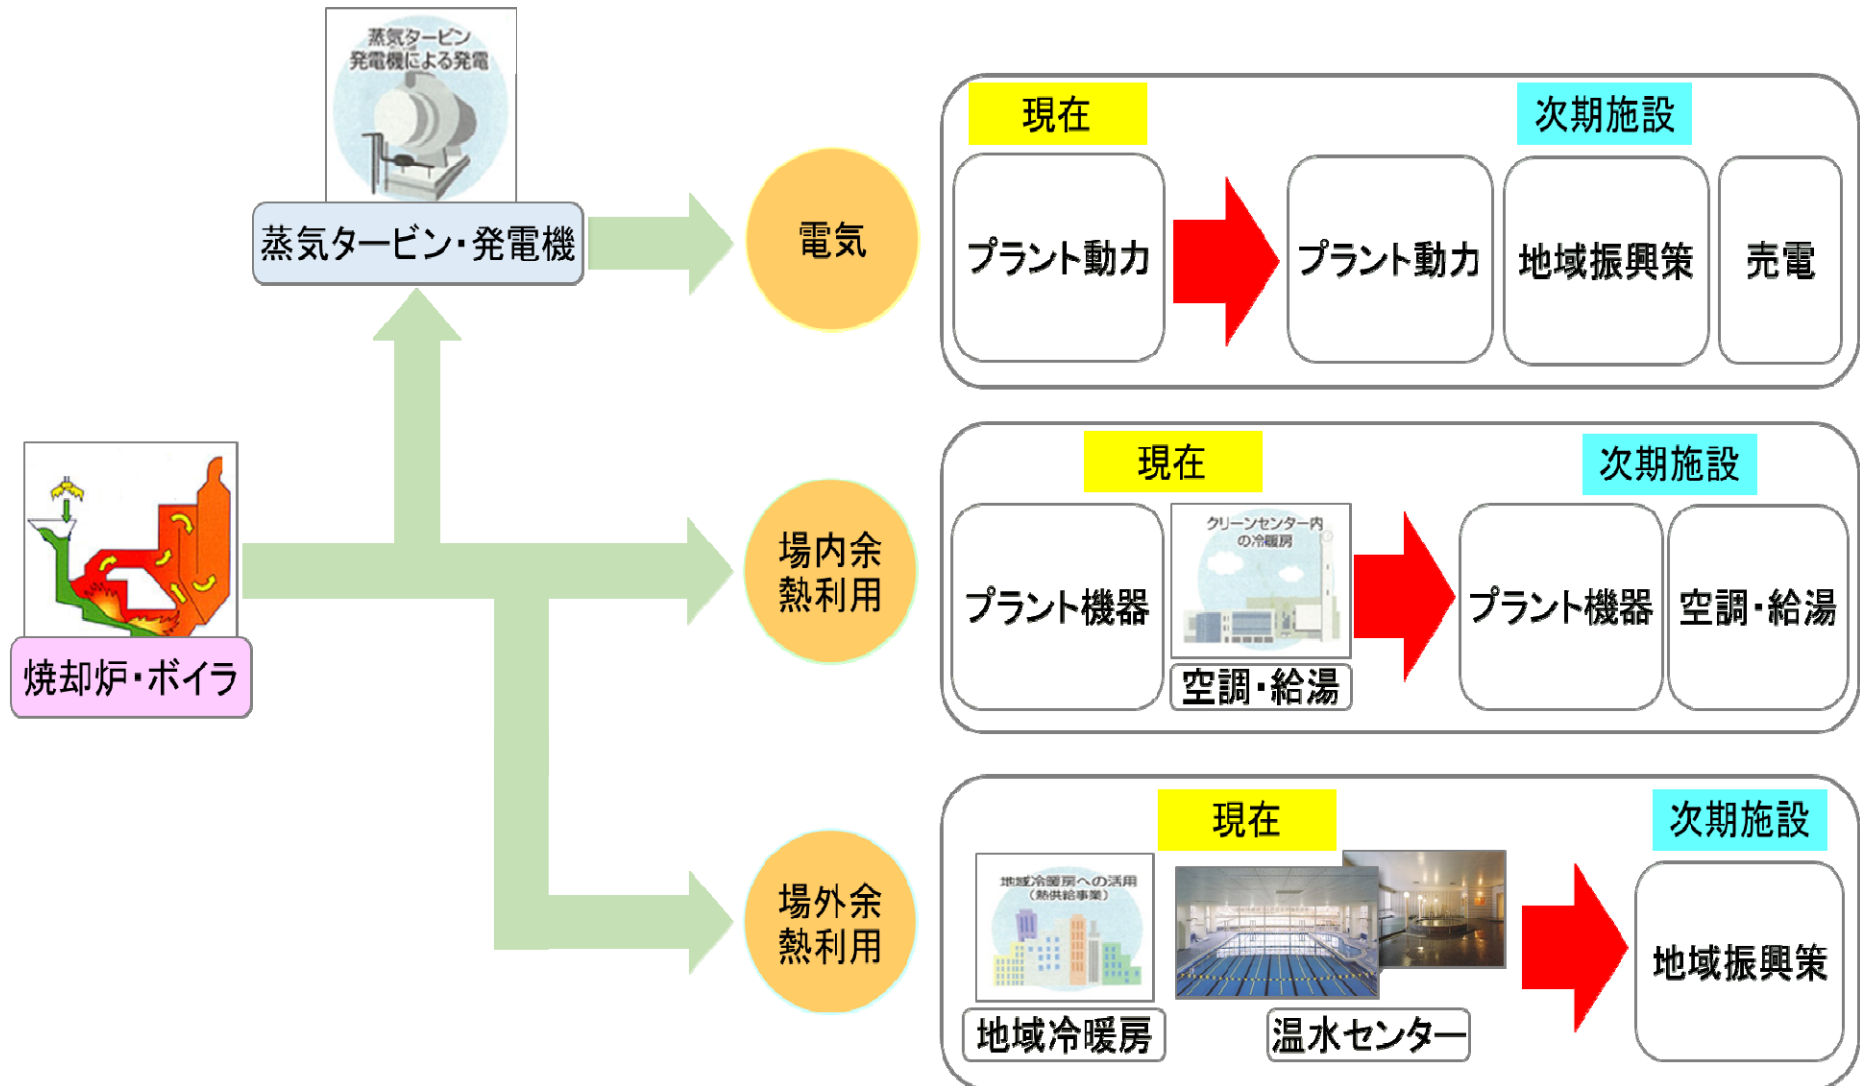 蒸気タービン
発電機による発電
蒸気タービン・発電機
焼却炉・ボイラ
電気
現在
次期施設
プラント動力
プラント動力
地域振興策
売電
場内余
熱利用
現在
次期施設
プラント機器
クリーンセンター内
の冷暖房
空調・給湯
プラント機器
空調・給湯
場外余
熱利用
現在
次期施設
地域冷暖房への活用
(熱供給事業)
地域冷暖房
温水センター
地域振興策